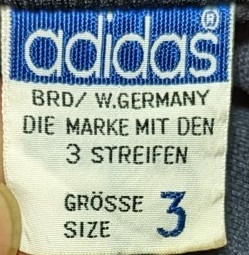 adidas®
BRD/ W.GERMANY
DIE MARKE MIT DEN
3 STREIFEN
GRÖSSE
SIZE 3